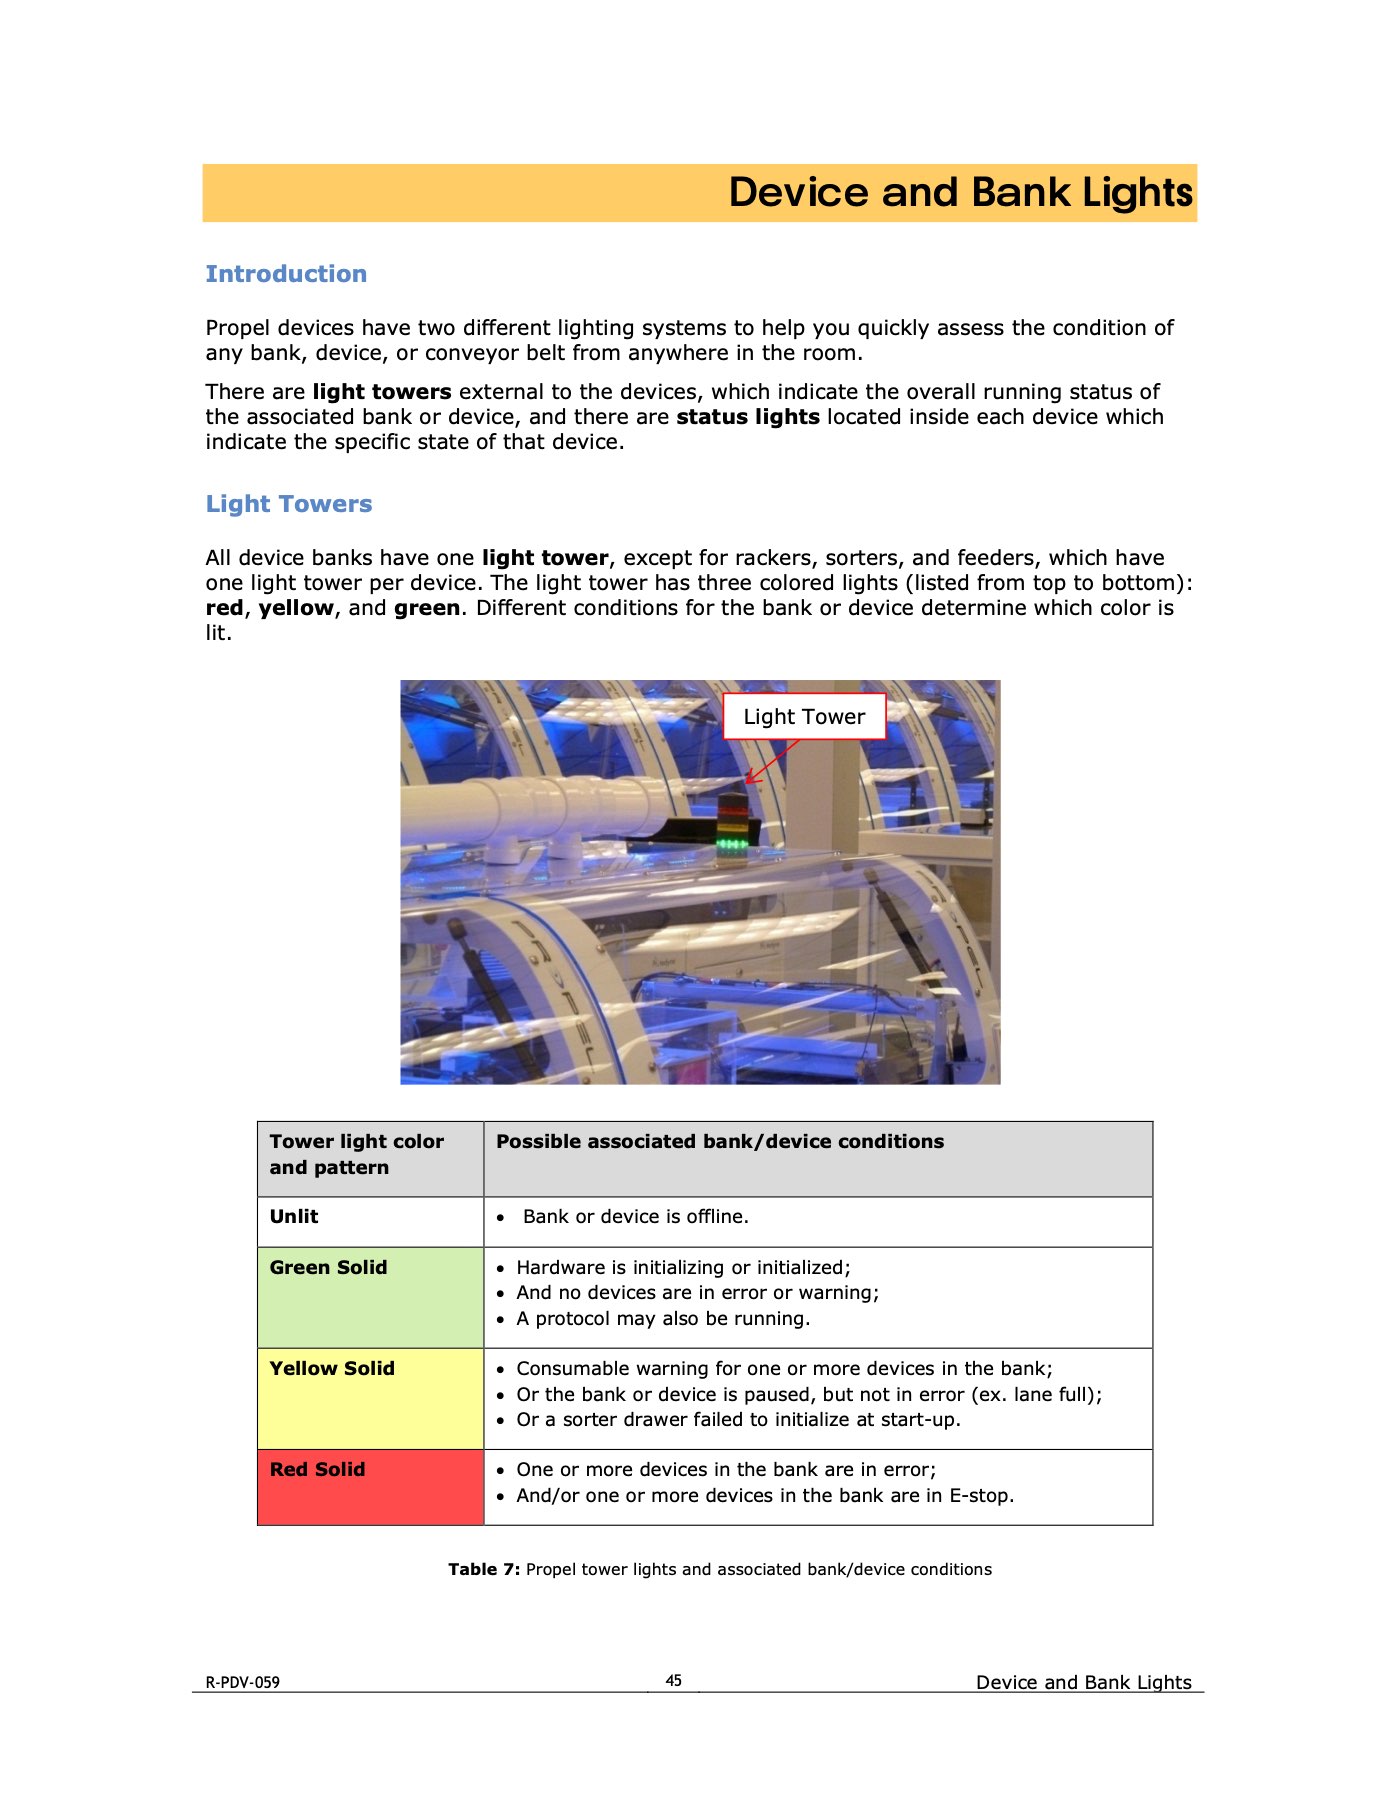 Device and Bank Lights
Introduction
Propel devices have two different lighting systems to help you quickly assess the condition of
any bank, device, or conveyor belt from anywhere in the room.
There are light towers external to the devices, which indicate the overall running status of
the associated bank or device, and there are status lights located inside each device which
indicate the specific state of that device.
Light Towers
All device banks have one light tower, except for rackers, sorters, and feeders, which have
one light tower per device. The light tower has three colored lights (listed from top to bottom):
red, yellow, and green. Different conditions for the bank or device determine which color is
lit.
Light Tower
PROPEL
PROPEL
Tower light color
and pattern
Possible associated bank/device conditions
Unlit
• Bank or device is offline.
Green Solid
• Hardware is initializing or initialized;
• And no devices are in error or warning;
• A protocol may also be running.
Yellow Solid
• Consumable warning for one or more devices in the bank;
• Or the bank or device is paused, but not in error (ex. lane full);
• Or a sorter drawer failed to initialize at start-up.
Red Solid
• One or more devices in the bank are in error;
• And/or one or more devices in the bank are in E-stop.
Table 7: Propel tower lights and associated bank/device conditions
R-PDV-059
45
Device and Bank Lights